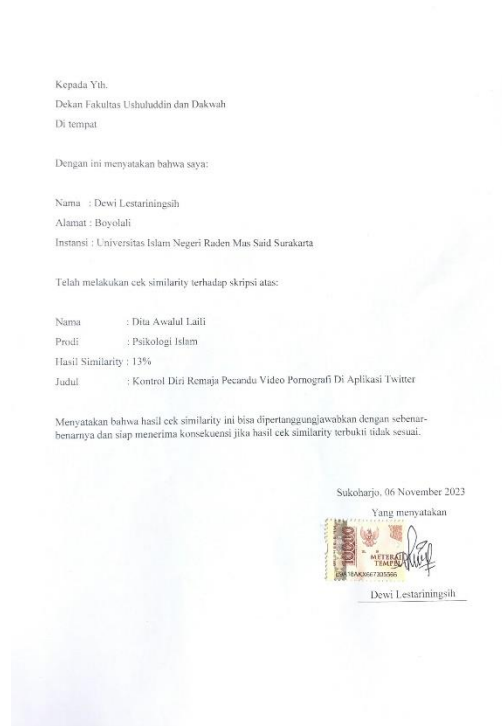 Kepada Yth.
Dekan Fakultas Ushuluddin dan Dakwah
Di tempat
Dengan ini menyatakan bahwa saya:
Nama : Dewi Lestariningsih
Alamat : Boyolali
Instansi : Universitas Islam Negeri Raden Mas Said Surakarta
Telah melakukan cek similarity terhadap skripsi atas:
Nama : Dita Awalul Laili
Prodi : Psikologi Islam
Hasil Similarity : 13%
Judul : Kontrol Diri Remaja Pecandu Video Pornografi Di Aplikasi Twitter
Menyatakan bahwa hasil cek similarity ini bisa dipertanggungjawabkan dengan sebenar-
benarnya dan siap menerima konsekuensi jika hasil cek similarity terbukti tidak sesuai.
Sukoharjo, 06 November 2023
Yang menyatakan
10000
METERAI
TEMPEL
Dewi Lestariningsih